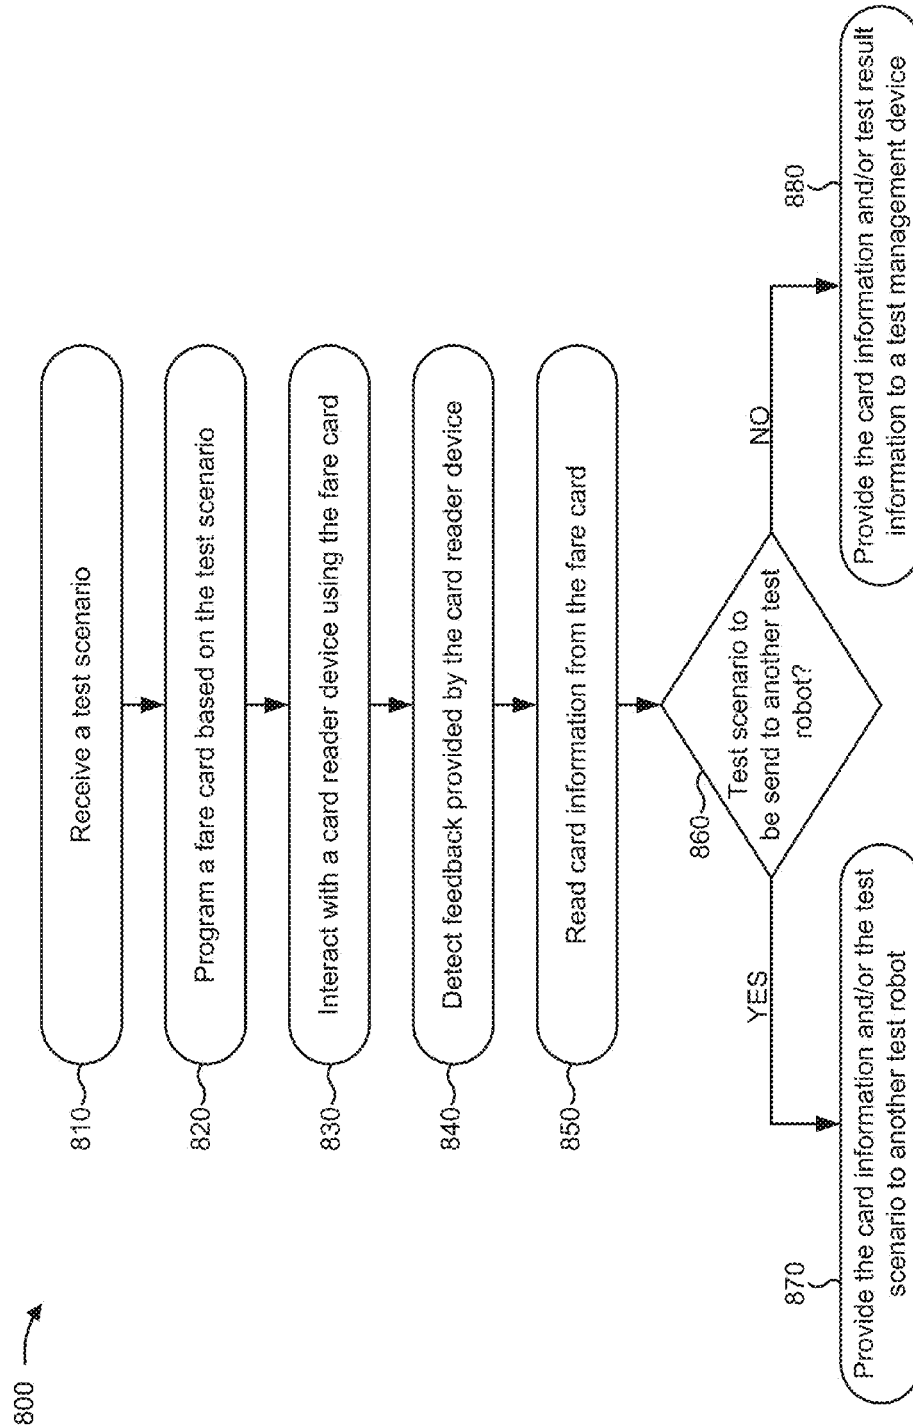 800
810
Receive a test scenario
820
Program a fare card based on the test scenario
830
Interact with a card reader device using the fare card
840
Detect feedback provided by the card reader device
850
Read card information from the fare card
860
Test scenario to
be send to another test
robot?
YES
NO
870
Provide the card information and/or the test
scenario to another test robot
880
Provide the card information and/or test result
information to a test management device